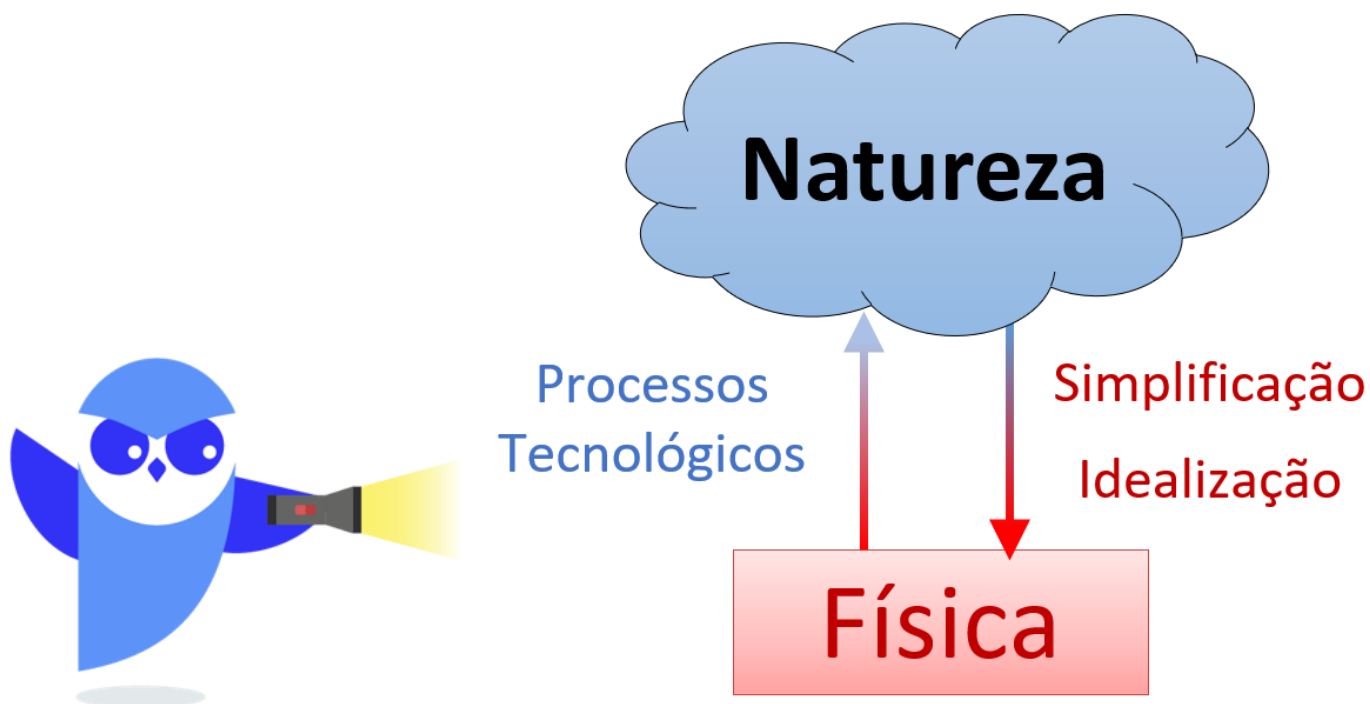 Natureza
Processos
Tecnológicos
Simplificação
Idealização
Física